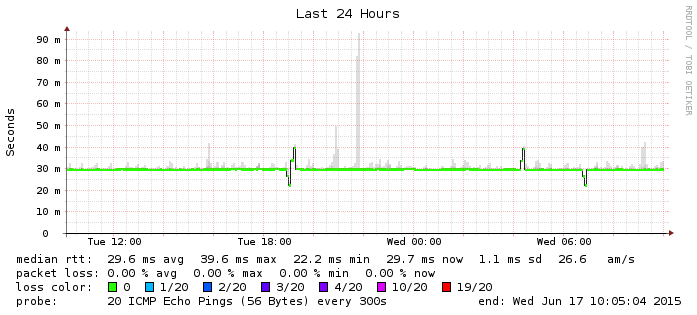 Last 24 Hours
RRDTOOL / TOBI OETIKER
Seconds
90 m
80 m
70 m
60 m
50 m
40 m
30 m
20 m
10 m
0
Tue 12:00 Tue 18:00 Wed 00:00 Wed 06:00
median rtt: 29.6 ms avg 39.6 ms max 22.2 ms min 29.7 ms now 1.1 ms sd 26.6 am/s
packet loss: 0.00 % avg 0.00 % max 0.00 % min 0.00 % now
loss color: 0 1/20 2/20 3/20 4/20 10/20 19/20
probe: 20 ICMP Echo Pings (56 Bytes) every 300s end: Wed Jun 17 10:05:04 2015